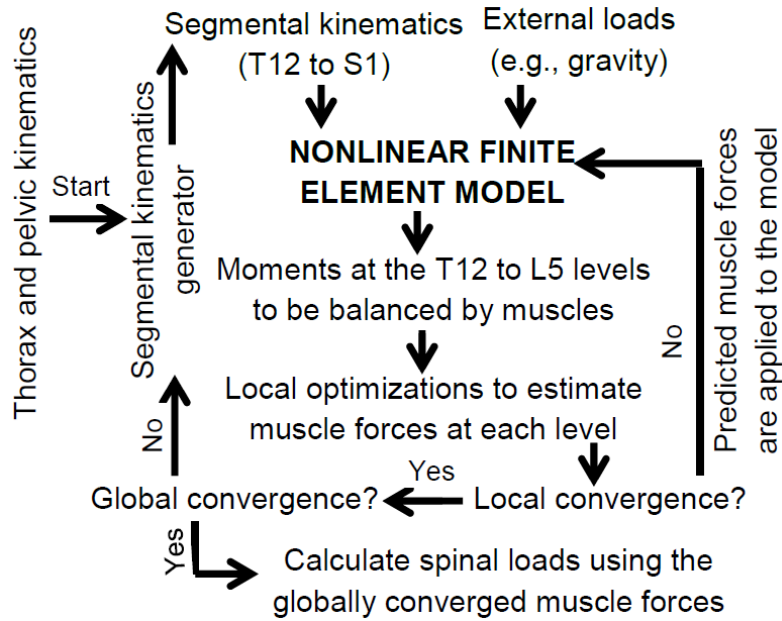 Thorax and pelvic kinematics
Start
Segmental kinematics
generator
Segmental kinematics
(T12 to S1)
External loads
(e.g., gravity)
NONLINEAR FINITE
ELEMENT MODEL
Moments at the T12 to L5 levels
to be balanced by muscles
Local optimizations to estimate
muscle forces at each level
Local convergence?
No
Predicted muscle forces
are applied to the model
Yes
Global convergence?
No
Yes
Calculate spinal loads using the
globally converged muscle forces